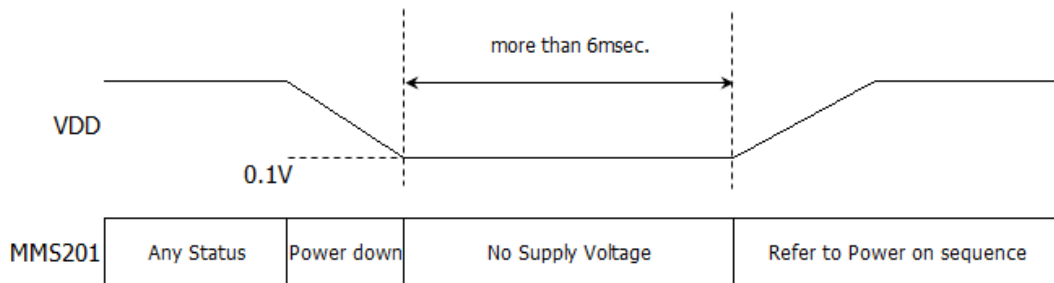 more than 6msec.
VDD
0.1V
MMS201
Any Status
Power down
No Supply Voltage
Refer to Power on sequence